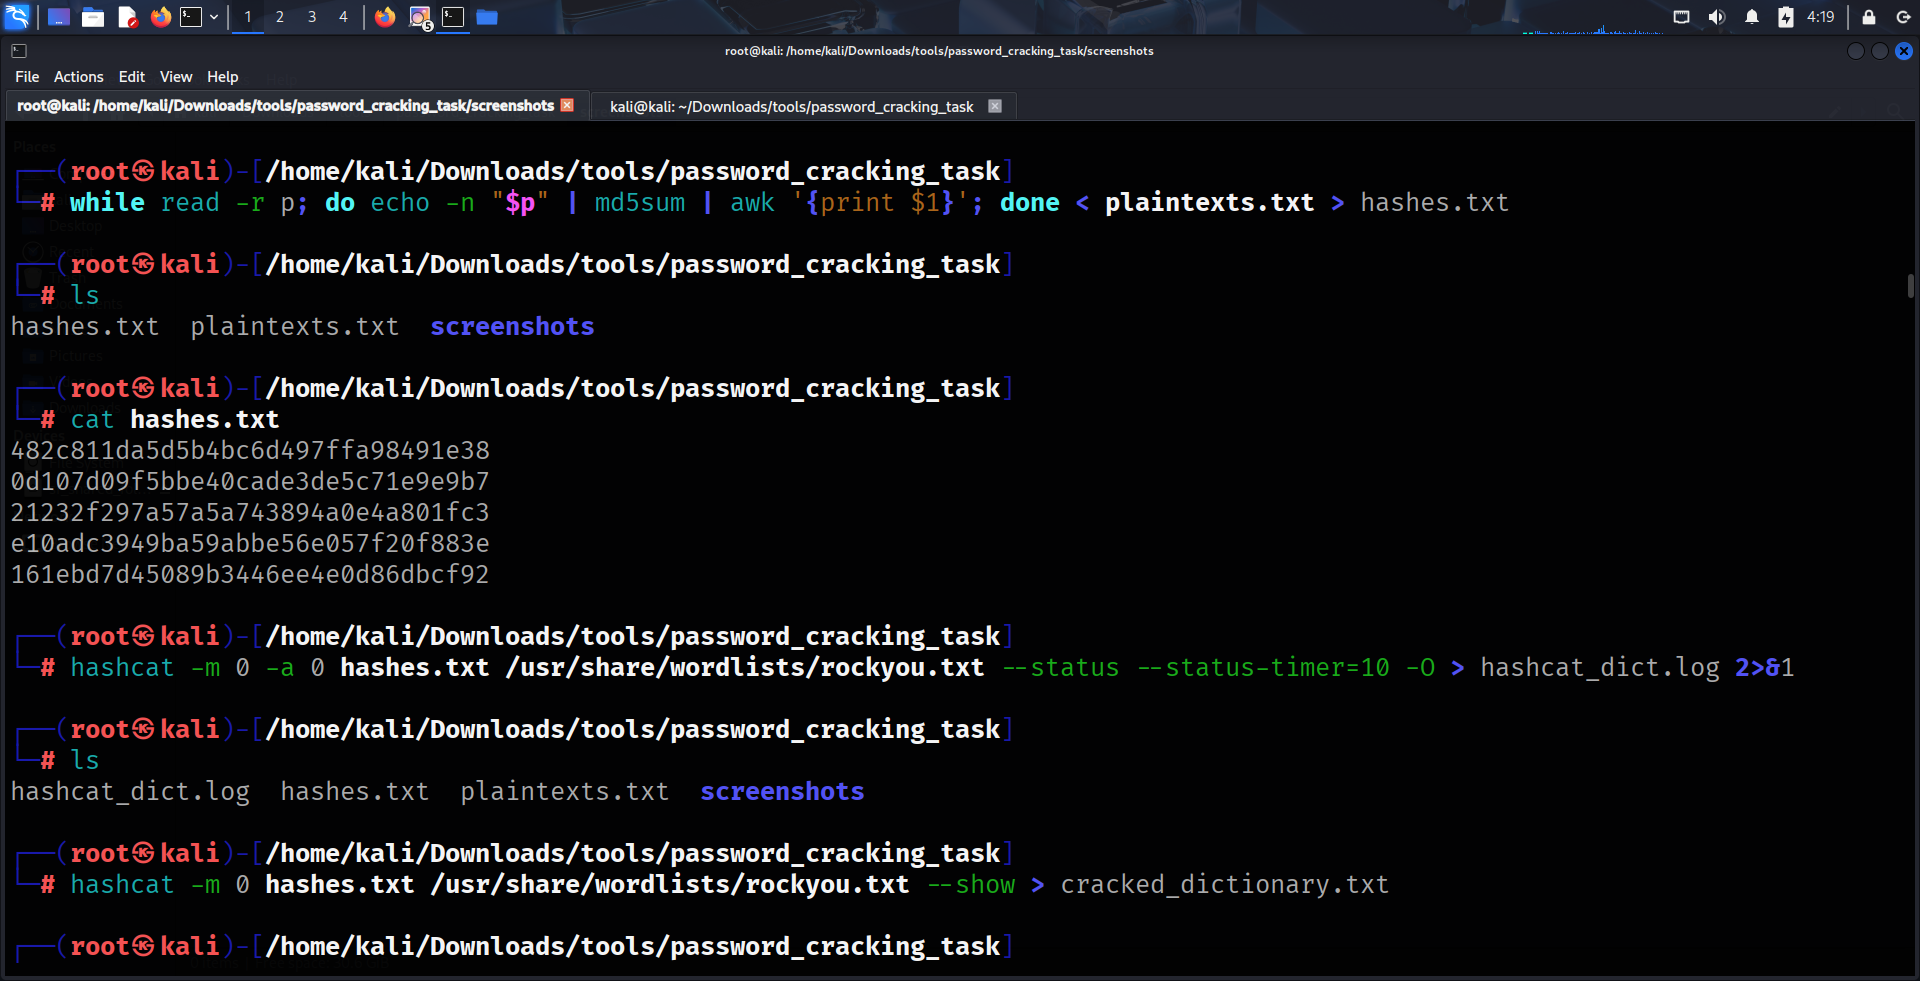 1 2 3 4 5 4:19
root@kali: /home/kali/Downloads/tools/password_cracking_task/screenshots
File Actions Edit View Help
root@kali: /home/kali/Downloads/tools/password_cracking_task/screenshots kali@kali: ~/Downloads/tools/password_cracking_task
Places
┌──(root㉿kali)-[/home/kali/Downloads/tools/password_cracking_task]
└─# while read -r p; do echo -n "$p" | md5sum | awk '{print $1}'; done < plaintexts.txt > hashes.txt
Desktop
┌──(root㉿kali)-[/home/kali/Downloads/tools/password_cracking_task]
└─# ls
hashes.txt plaintexts.txt screenshots
Pictures
┌──(root㉿kali)-[/home/kali/Downloads/tools/password_cracking_task]
└─# cat hashes.txt
482c811da5d5b4bc6d497ffa98491e38
0d107d09f5bbe40cade3de5c71e9e9b7
21232f297a57a5a743894a0e4a801fc3
e10adc3949ba59abbe56e057f20f883e
161ebd7d45089b3446ee4e0d86dbcf92
┌──(root㉿kali)-[/home/kali/Downloads/tools/password_cracking_task]
└─# hashcat -m 0 -a 0 hashes.txt /usr/share/wordlists/rockyou.txt --status --status-timer=10 -O > hashcat_dict.log 2>&1
┌──(root㉿kali)-[/home/kali/Downloads/tools/password_cracking_task]
└─# ls
hashcat_dict.log hashes.txt plaintexts.txt screenshots
┌──(root㉿kali)-[/home/kali/Downloads/tools/password_cracking_task]
└─# hashcat -m 0 hashes.txt /usr/share/wordlists/rockyou.txt --show > cracked_dictionary.txt
┌──(root㉿kali)-[/home/kali/Downloads/tools/password_cracking_task]